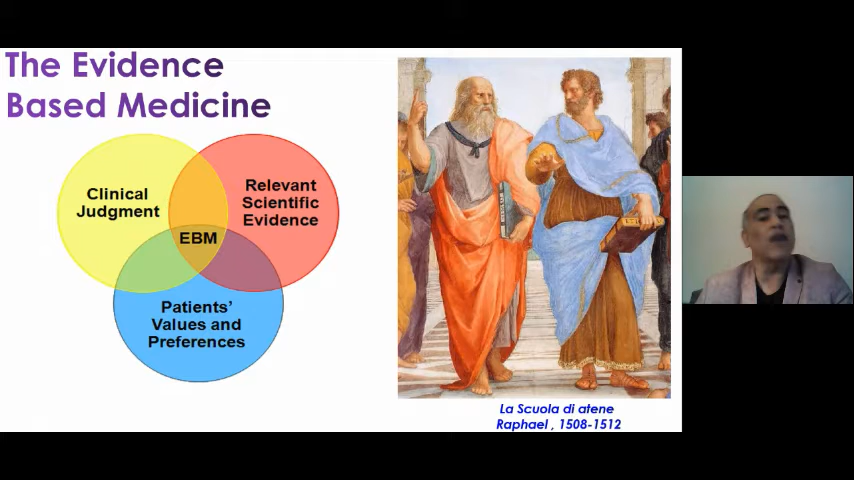 The Evidence
Based Medicine
Clinical
Judgment
Relevant
Scientific
Evidence
EBM
Patients’
Values and
Preferences
La Scuola di atene
Raphael , 1508-1512